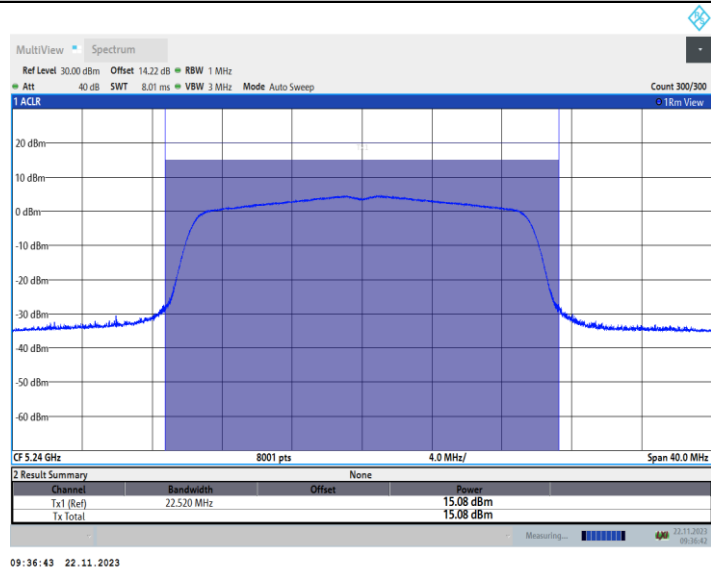 MultiView Spectrum
Ref Level 30.00 dBm Offset 14.22 dB RBW 1 MHz
Att 40 dB SWT 8.01 ms VBW 3 MHz Mode Auto Sweep Count 300/300
1 ACLR 1Rm View
20 dBm
10 dBm
0 dBm
-10 dBm
-20 dBm
-30 dBm
-40 dBm
-50 dBm
-60 dBm
CF 5.24 GHz 8001 pts 4.0 MHz/ Span 40.0 MHz
2 Result Summary None
Channel Bandwidth Offset Power
Tx1 (Ref) 22.520 MHz 15.08 dBm
Tx Total 15.08 dBm
Measuring... 22.11.2023
09:36:42
09:36:43 22.11.2023